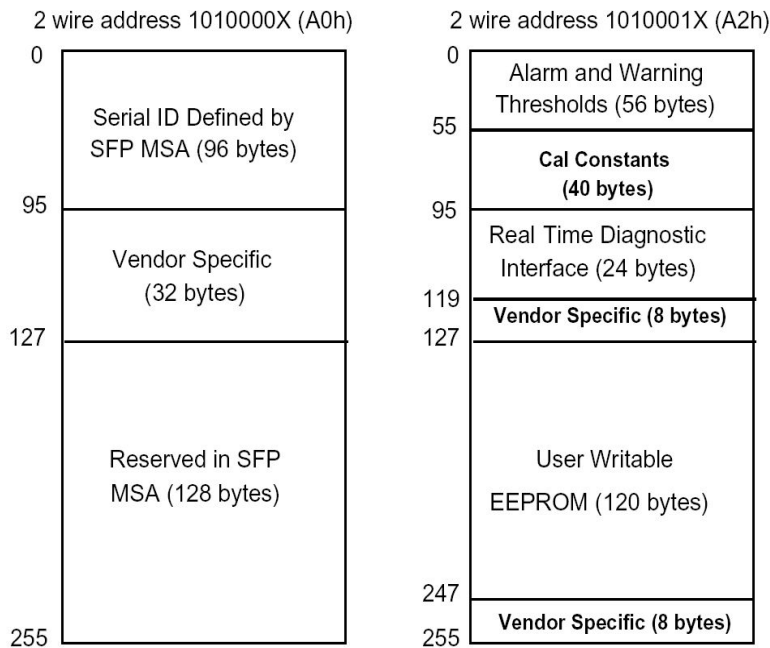 2 wire address 1010000X (A0h)
0
Serial ID Defined by
SFP MSA (96 bytes)
95
Vendor Specific
(32 bytes)
127
Reserved in SFP
MSA (128 bytes)
255
2 wire address 1010001X (A2h)
0
Alarm and Warning
Thresholds (56 bytes)
55
Cal Constants
(40 bytes)
95
Real Time Diagnostic
Interface (24 bytes)
119
Vendor Specific (8 bytes)
127
User Writable
EEPROM (120 bytes)
247
Vendor Specific (8 bytes)
255